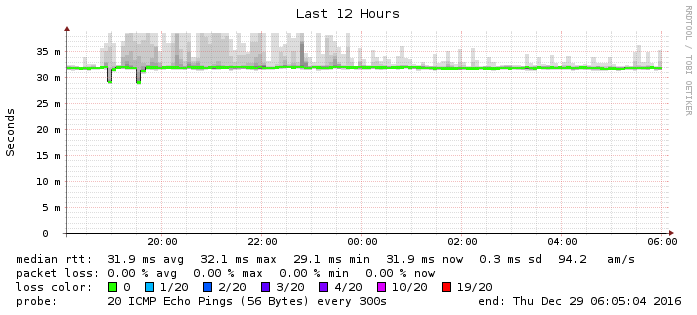 Last 12 Hours
RRDTOOL / TOBI OETIKER
Seconds
35 m
30 m
25 m
20 m
15 m
10 m
5 m
0
20:00 22:00 00:00 02:00 04:00 06:00
median rtt: 31.9 ms avg 32.1 ms max 29.1 ms min 31.9 ms now 0.3 ms sd 94.2 am/s
packet loss: 0.00 % avg 0.00 % max 0.00 % min 0.00 % now
loss color: 0 1/20 2/20 3/20 4/20 10/20 19/20
probe: 20 ICMP Echo Pings (56 Bytes) every 300s end: Thu Dec 29 06:05:04 2016